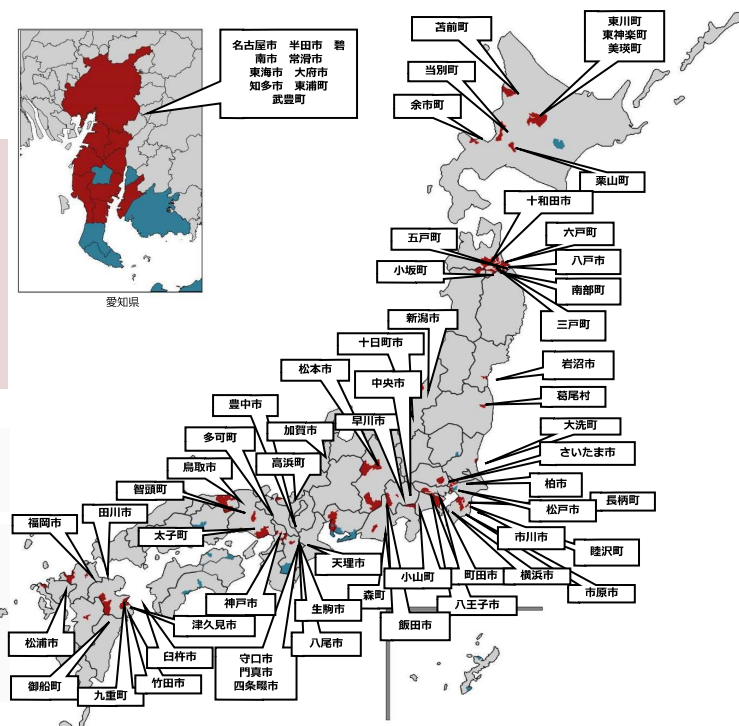 名古屋市　半田市　碧
南市　常滑市
東海市　大府市
知多市　東浦町
武豊町
愛知県
苫前町
東川町
東神楽町
美瑛町
当別町
余市町
栗山町
十和田市
五戸町
六戸町
小坂町
八戸市
南部町
三戸町
新潟市
十日町市
岩沼市
松本市
中央市
葛尾村
豊中市
加賀市
早川市
大洗町
多可町
さいたま市
鳥取市
高浜町
柏市
智頭町
長柄町
松戸市
福岡市
田川市
太子町
市川市
睦沢町
天理市
小山町
町田市
横浜市
市原市
神戸市
生駒市
森町
八王子市
松浦市
津久見市
八尾市
飯田市
臼杵市
守口市
門真市
四条畷市
御船町
九重町
竹田市